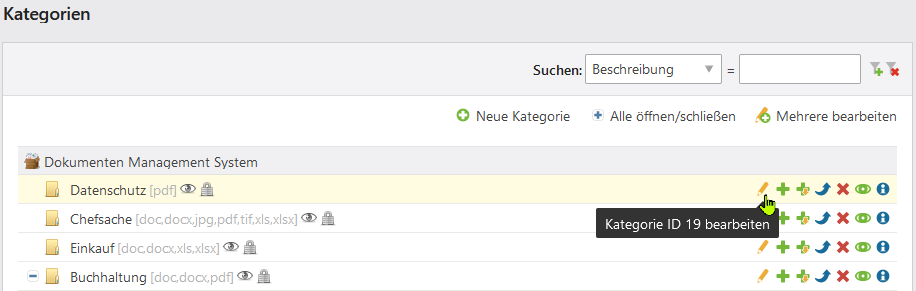 Kategorien
Suchen: Beschreibung =
Neue Kategorie Alle öffnen/schließen Mehrere bearbeiten
Dokumenten Management System
Datenschutz [pdf]
Chefsache [doc,docx,jpg,pdf,tif,xls,xlsx]
Kategorie ID 19 bearbeiten
Einkauf [doc,docx,xls,xlsx]
Buchhaltung [doc,docx,pdf]